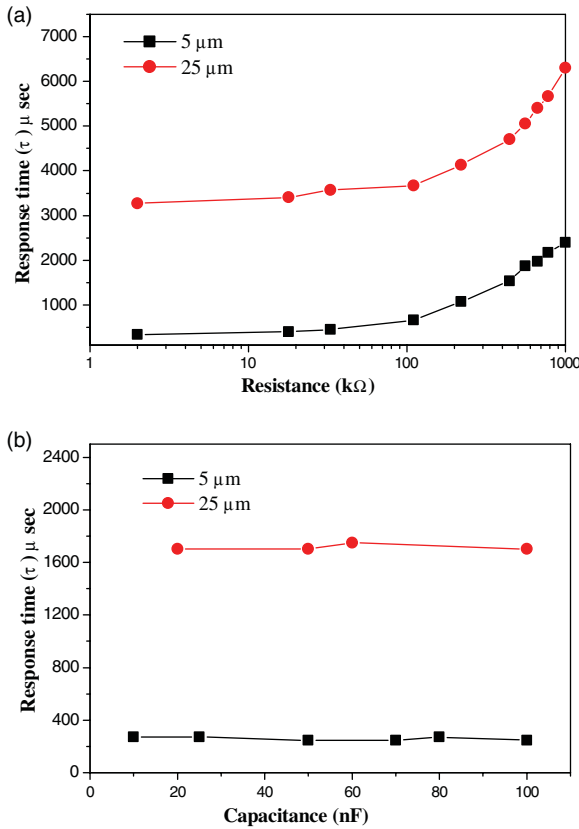 (a)
7000
6000
5000
4000
3000
2000
1000
5 µm
25 µm
Response time (τ) µ sec
1 10 100 1000
Resistance (kΩ)
(b)
2400
2000
1600
1200
800
400
0
5 µm
25 µm
Response time (τ) µ sec
0 20 40 60 80 100
Capacitance (nF)